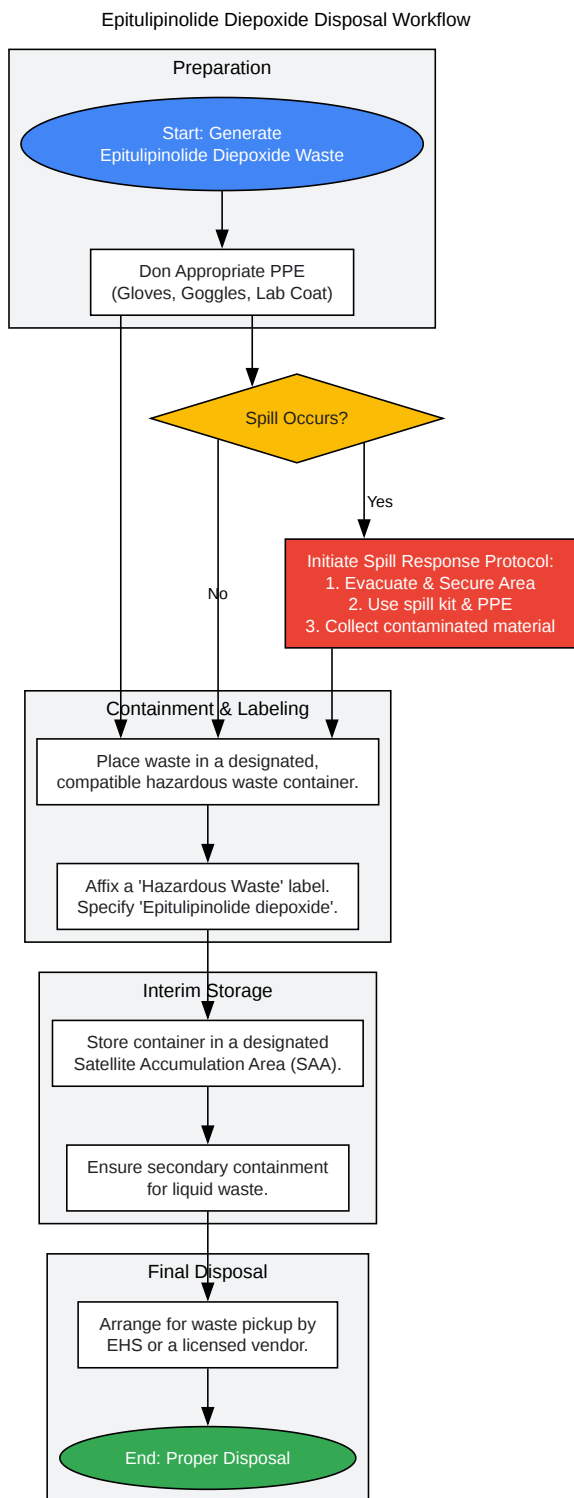 Epitulipinolide Diepoxide Disposal Workflow
Preparation
Start: Generate
Epitulipinolide Diepoxide Waste
Don Appropriate PPE
(Gloves, Goggles, Lab Coat)
Spill Occurs?
Yes
Initiate Spill Response Protocol:
1. Evacuate & Secure Area
2. Use spill kit & PPE
3. Collect contaminated material
No
Containment & Labeling
Place waste in a designated,
compatible hazardous waste container.
Affix a 'Hazardous Waste' label.
Specify 'Epitulipinolide diepoxide'.
Interim Storage
Store container in a designated
Satellite Accumulation Area (SAA).
Ensure secondary containment
for liquid waste.
Final Disposal
Arrange for waste pickup by
EHS or a licensed vendor.
End: Proper Disposal